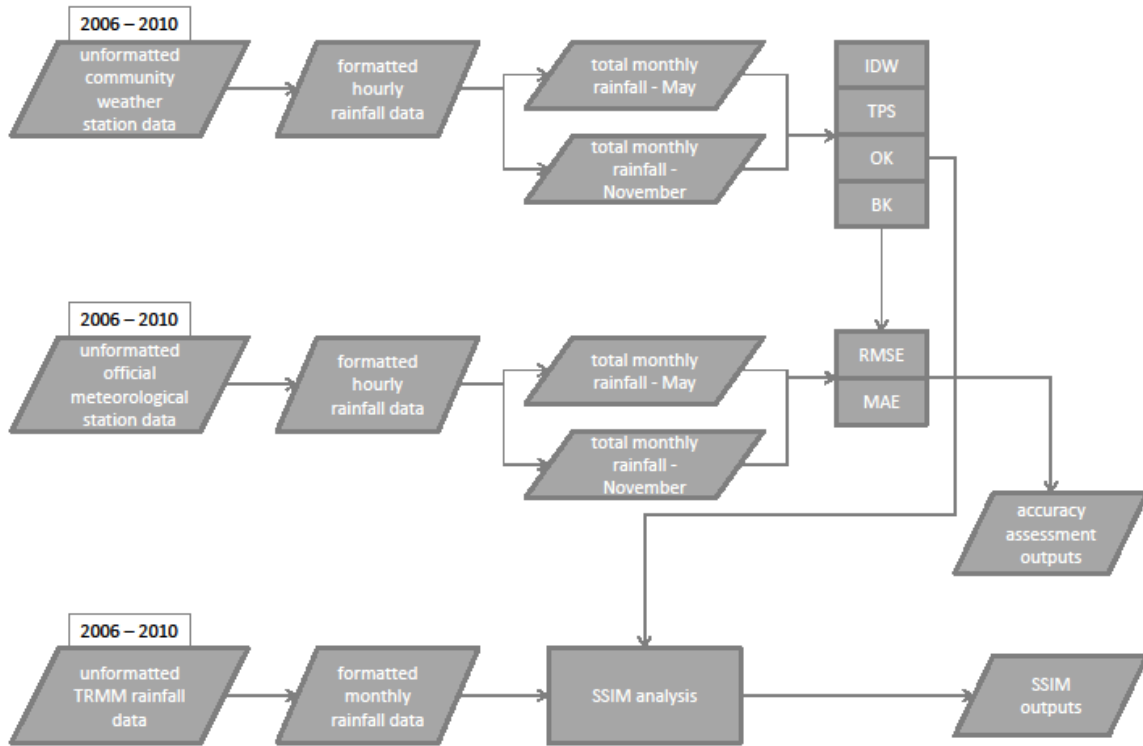 2006 – 2010
unformatted
community
weather
station data
formatted
hourly
rainfall data
total monthly
rainfall - May
total monthly
rainfall -
November
IDW
TPS
OK
BK
2006 – 2010
unformatted
official
meteorological
station data
formatted
hourly
rainfall data
total monthly
rainfall - May
total monthly
rainfall -
November
RMSE
MAE
accuracy
assessment
outputs
2006 – 2010
unformatted
TRMM rainfall
data
formatted
monthly
rainfall data
SSIM analysis
SSIM
outputs